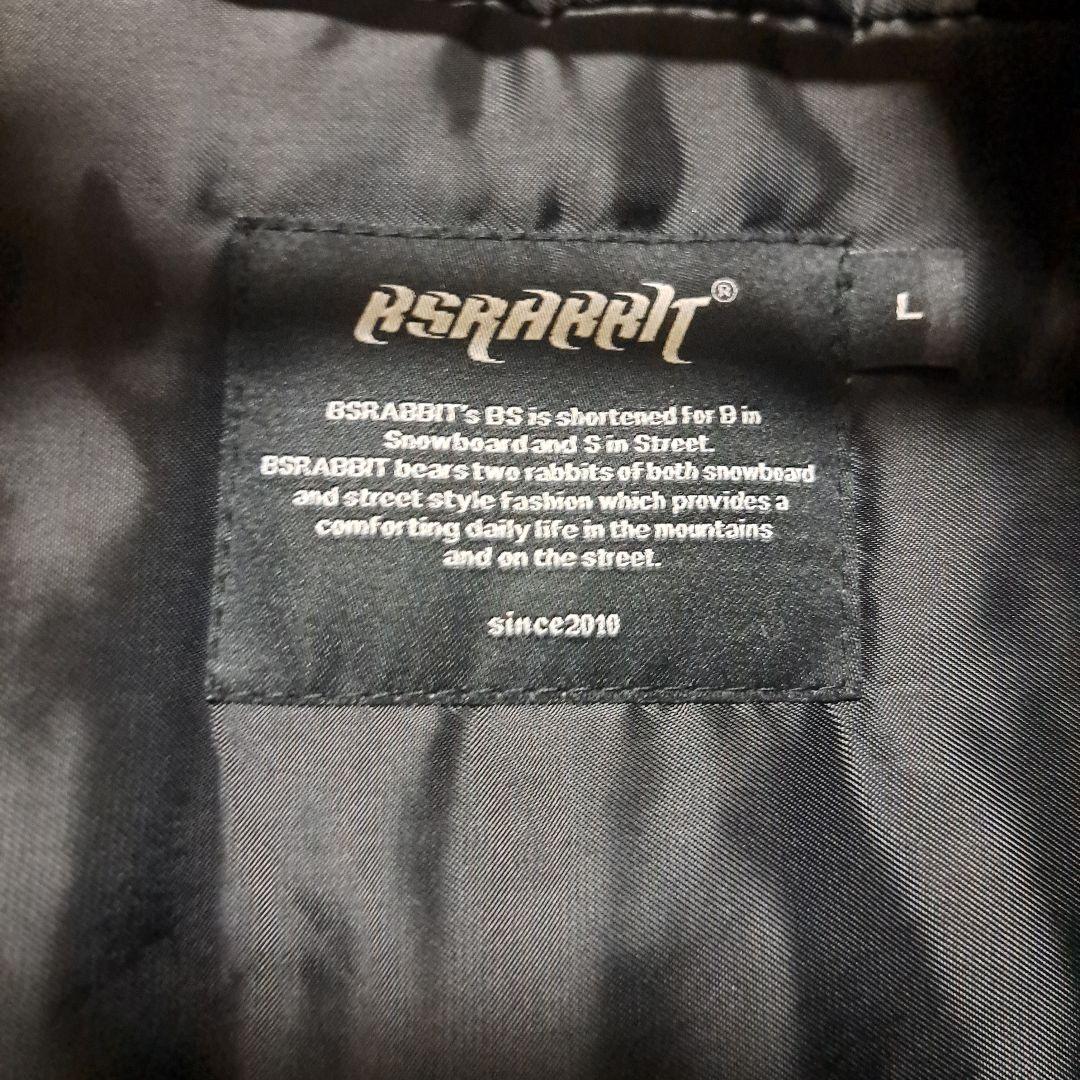 BSRABBIT®
L
BSRABBIT's BS is shortened for B in
Snowboard and S in Street.
BSRABBIT bears two rabbits of both snowboard
and street style fashion which provides a
comforting daily life in the mountains
and on the street.
since2010